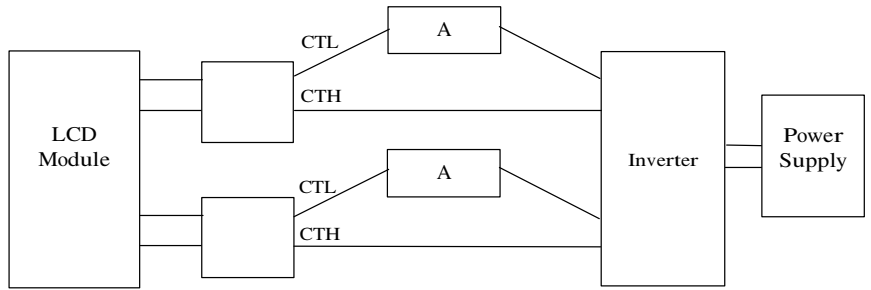 A
CTL
CTH
LCD
Module
Power
Supply
Inverter
A
CTL
CTH